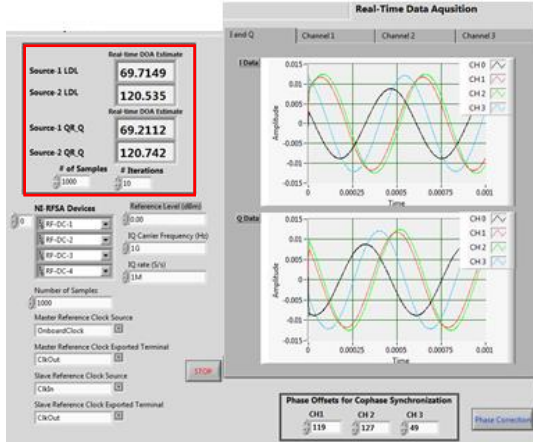 Real-Time Data Aqusition
I and Q
Channel 1
Channel 2
Channel 3
Real-time DOA Estimate
Source-1 LDL
69.7149
Source-2 LDL
120.535
Real-time DOA Estimate
Source-1 QR_Q
69.2112
Source-2 QR_Q
120.742
# of Samples
# Iterations
1000
10
NI-RFSA Devices
0
RF-DC-1
RF-DC-2
RF-DC-3
RF-DC-4
Reference Level (dBm)
0.00
IQ Carrier Frequency (Hz)
1G
IQ rate (S/s)
1M
Number of Samples
1000
Master Reference Clock Source
OnboardClock
Master Reference Clock Exported Terminal
ClkOut
Slave Reference Clock Source
ClkIn
Slave Reference Clock Exported Terminal
ClkOut
STOP
I Data
Amplitude
0.015
0.01
0.005
0
-0.005
-0.01
-0.015
0
0.00025
0.0005
0.00075
0.001
Time
CH 0
CH 1
CH 2
CH 3
Q Data
Amplitude
0.015
0.01
0.005
0
-0.005
-0.01
-0.015
0
0.00025
0.0005
0.00075
0.001
Time
CH 0
CH 1
CH 2
CH 3
Phase Offsets for Cophase Synchronization
CH1
CH 2
CH 3
119
127
49
Phase Correction